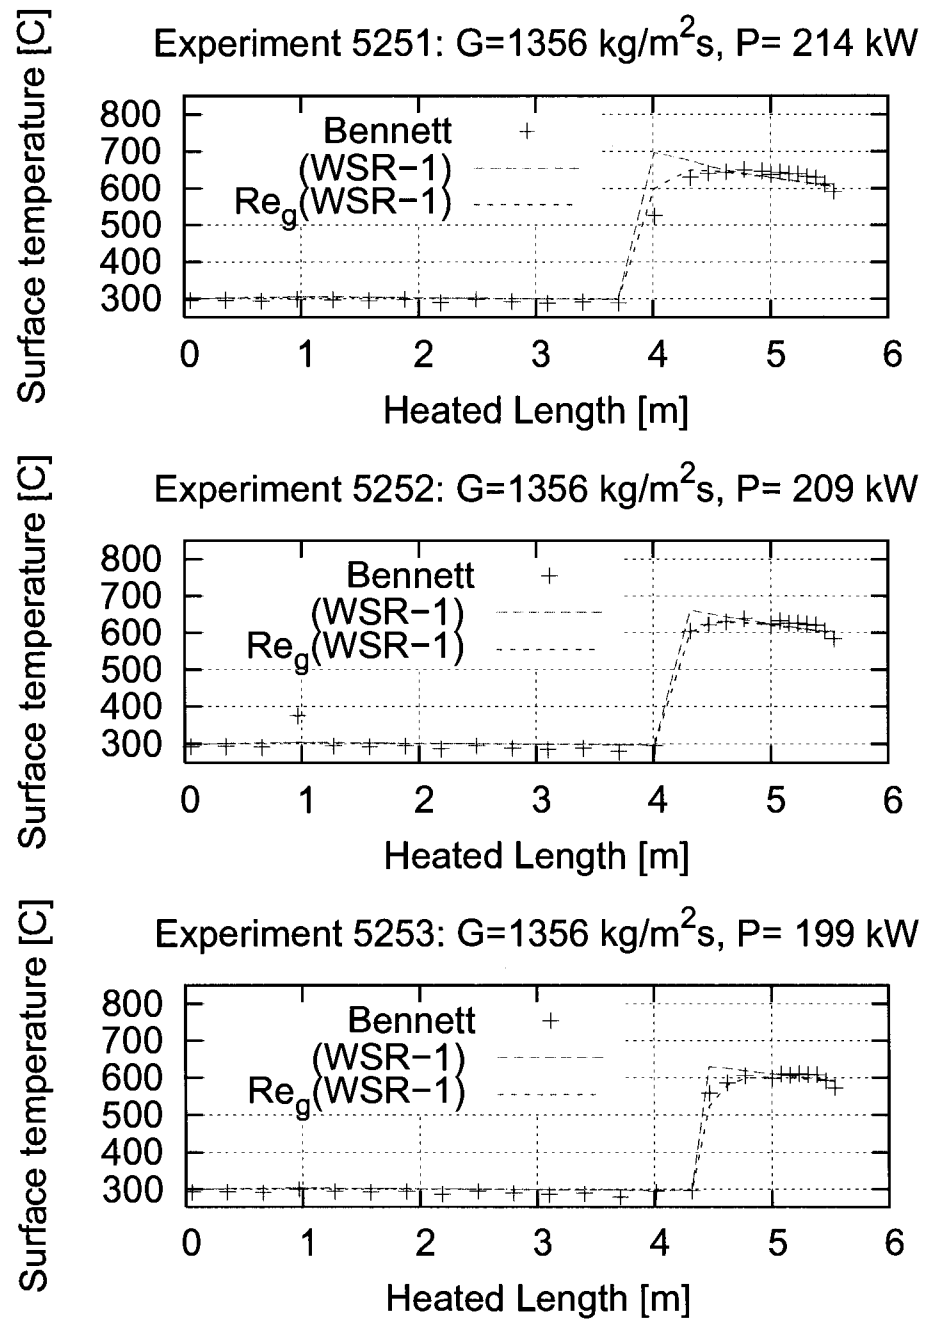 Experiment 5251: G=1356 kg/m²s, P= 214 kW
Surface temperature [C]
800
700
600
500
400
300
Bennett
(WSR−1)
Re_g(WSR−1)
0 1 2 3 4 5 6
Heated Length [m]
Experiment 5252: G=1356 kg/m²s, P= 209 kW
Surface temperature [C]
800
700
600
500
400
300
Bennett
(WSR−1)
Re_g(WSR−1)
0 1 2 3 4 5 6
Heated Length [m]
Experiment 5253: G=1356 kg/m²s, P= 199 kW
Surface temperature [C]
800
700
600
500
400
300
Bennett
(WSR−1)
Re_g(WSR−1)
0 1 2 3 4 5 6
Heated Length [m]